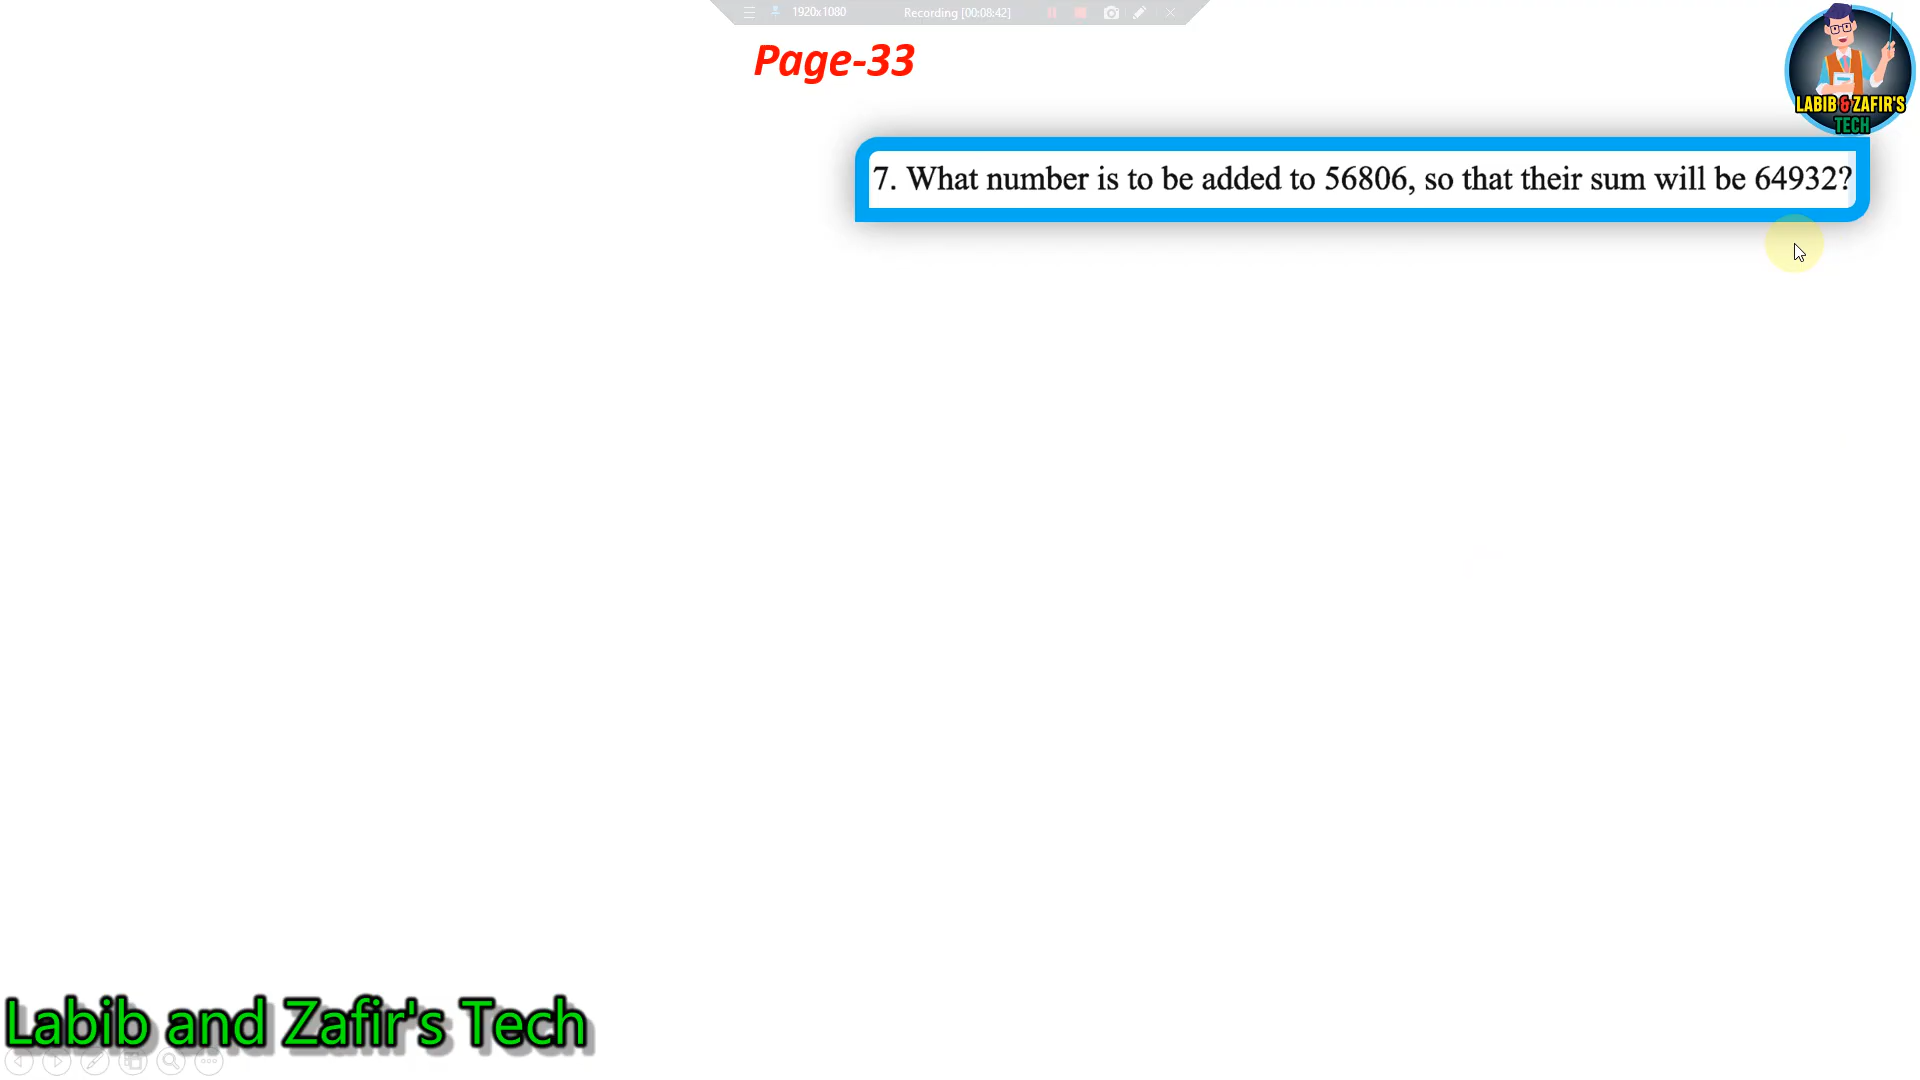 1920x1080 Recording [00:08:42]
Page-33
LABIB & ZAFIR'S
TECH
7. What number is to be added to 56806, so that their sum will be 64932?
Labib and Zafir's Tech